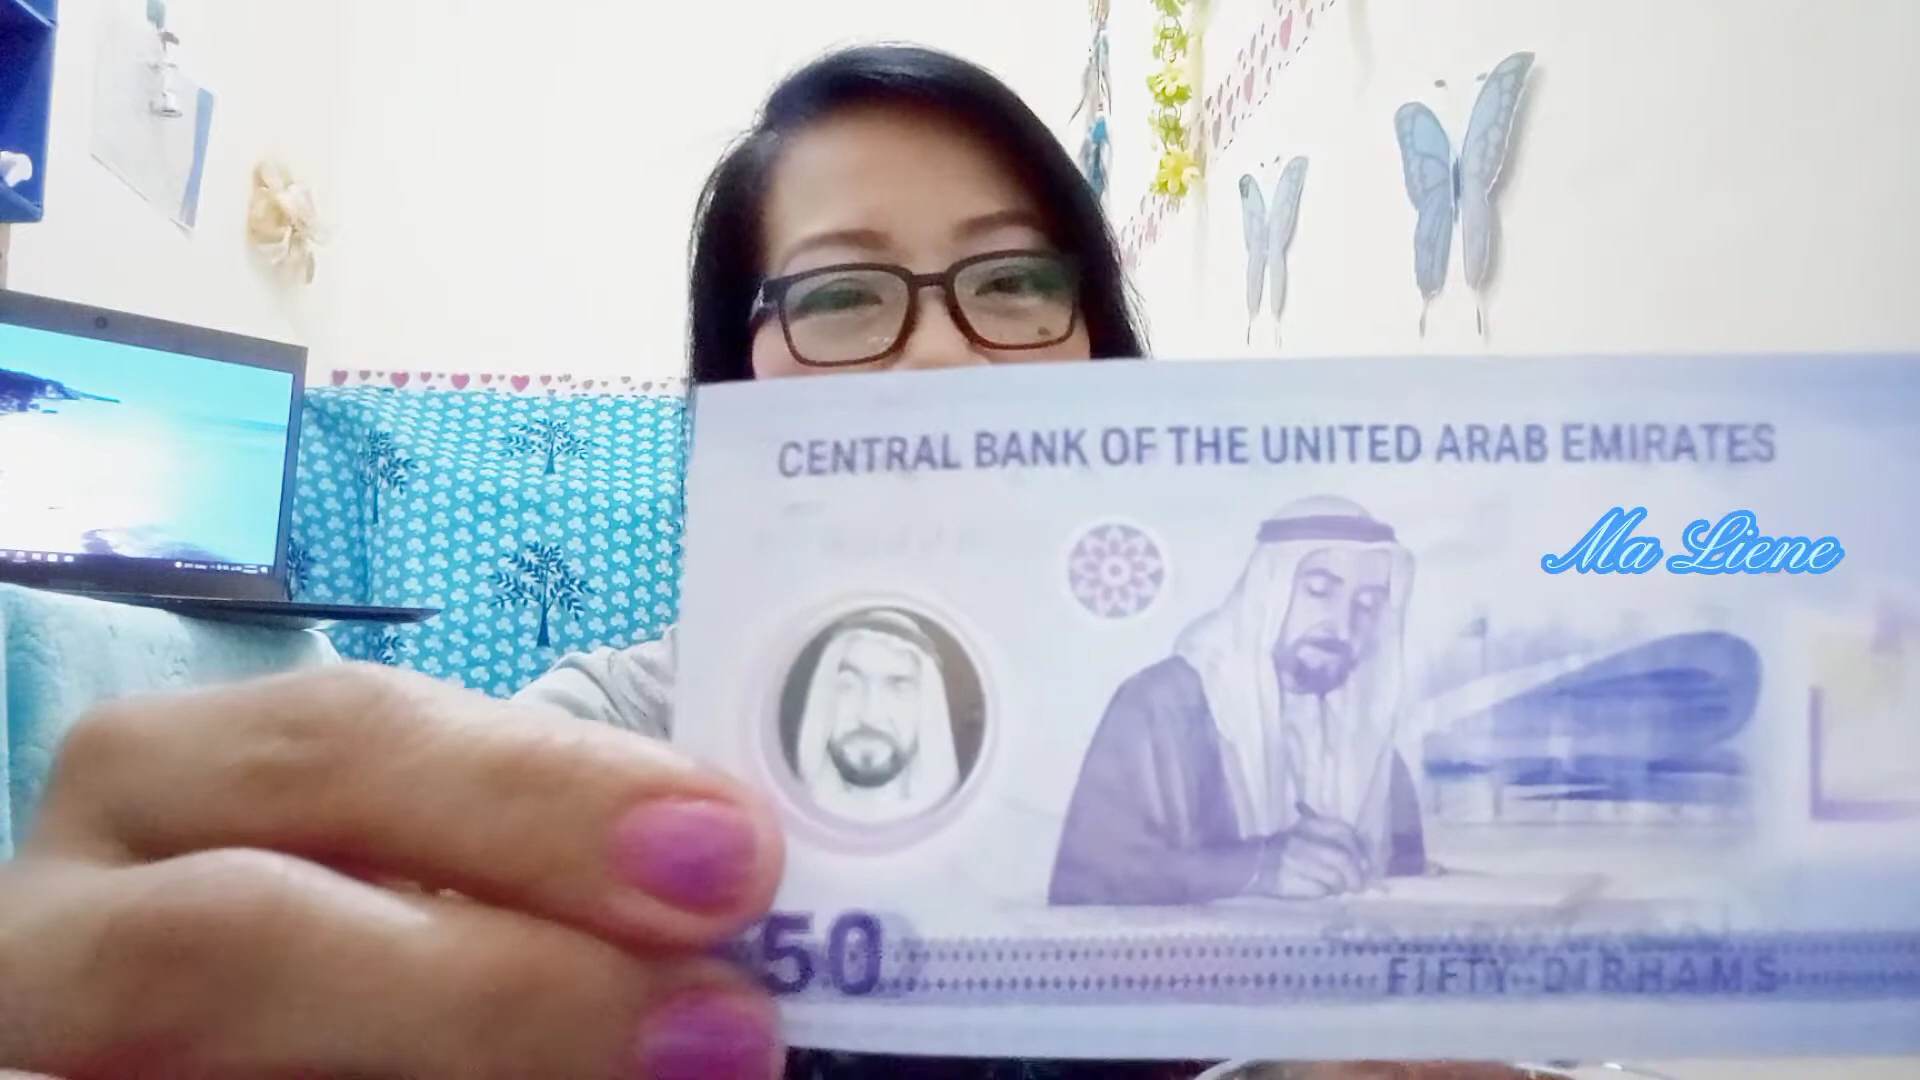 CENTRAL BANK OF THE UNITED ARAB EMIRATES
Ma Liene
50
FIFTY DIRHAMS